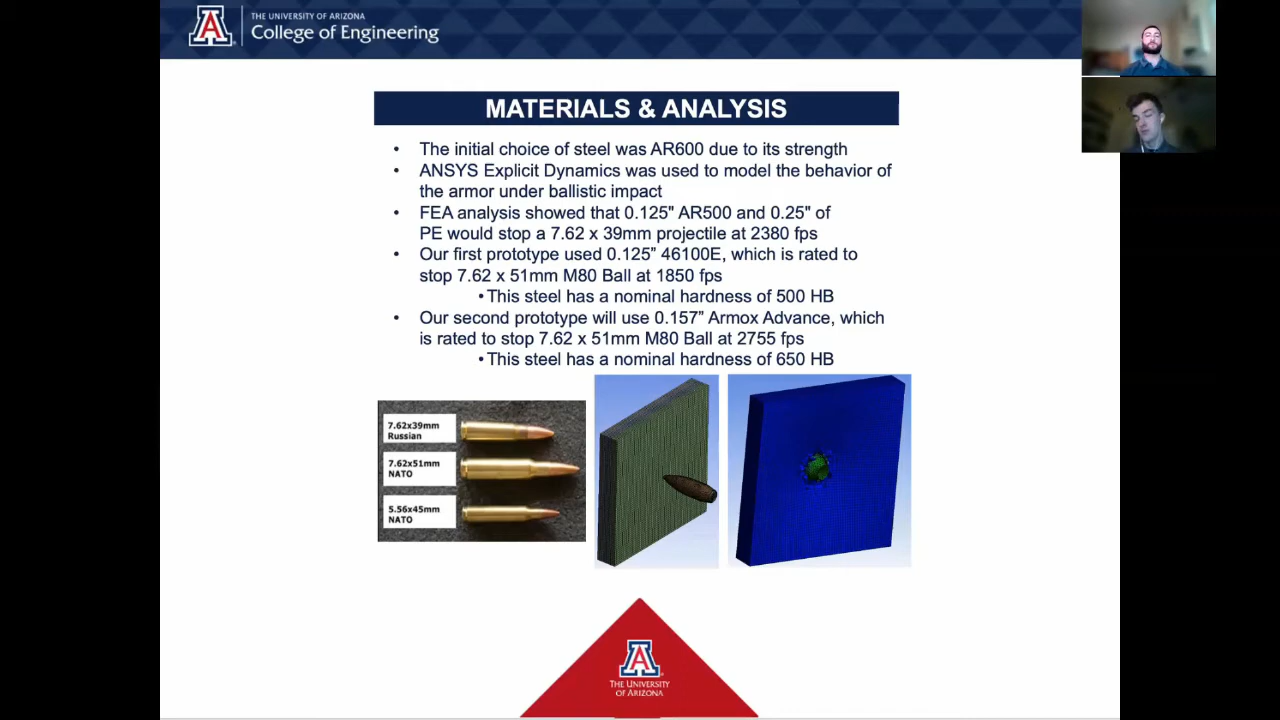 THE UNIVERSITY OF ARIZONA
College of Engineering
MATERIALS & ANALYSIS
• The initial choice of steel was AR600 due to its strength
• ANSYS Explicit Dynamics was used to model the behavior of
the armor under ballistic impact
• FEA analysis showed that 0.125" AR500 and 0.25" of
PE would stop a 7.62 x 39mm projectile at 2380 fps
• Our first prototype used 0.125” 46100E, which is rated to
stop 7.62 x 51mm M80 Ball at 1850 fps
• This steel has a nominal hardness of 500 HB
• Our second prototype will use 0.157” Armox Advance, which
is rated to stop 7.62 x 51mm M80 Ball at 2755 fps
• This steel has a nominal hardness of 650 HB
7.62x39mm
Russian
7.62x51mm
NATO
5.56x45mm
NATO
A
THE UNIVERSITY
OF ARIZONA